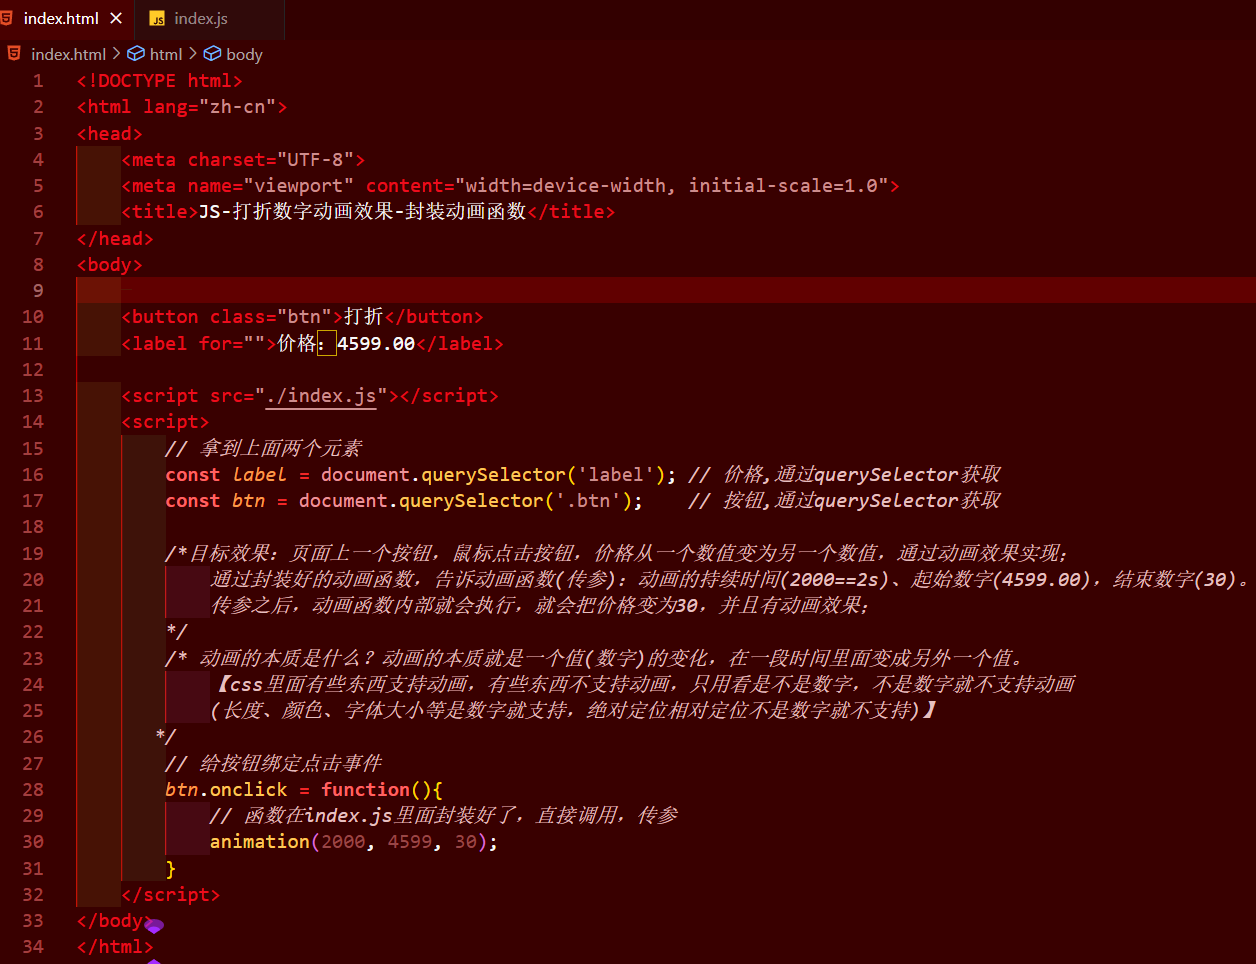 index.html
JS index.js
index.html > html > body
1 <!DOCTYPE html>
2 <html lang="zh-cn">
3 <head>
4 <meta charset="UTF-8">
5 <meta name="viewport" content="width=device-width, initial-scale=1.0">
6 <title>JS-打折数字动画效果-封装动画函数</title>
7 </head>
8 <body>
9
10 <button class="btn">打折</button>
11 <label for="">价格：4599.00</label>
12
13 <script src="./index.js"></script>
14 <script>
15 // 拿到上面两个元素
16 const label = document.querySelector('label'); // 价格,通过querySelector获取
17 const btn = document.querySelector('.btn'); // 按钮,通过querySelector获取
18
19 /*目标效果：页面上一个按钮，鼠标点击按钮，价格从一个数值变为另一个数值，通过动画效果实现；
20 通过封装好的动画函数，告诉动画函数(传参)：动画的持续时间(2000==2s)、起始数字(4599.00)，结束数字(30)。
21 传参之后，动画函数内部就会执行，就会把价格变为30，并且有动画效果；
22 */
23 /* 动画的本质是什么？动画的本质就是一个值(数字)的变化，在一段时间里面变成另外一个值。
24 【css里面有些东西支持动画，有些东西不支持动画，只用看是不是数字，不是数字就不支持动画
25 (长度、颜色、字体大小等是数字就支持，绝对定位相对定位不是数字就不支持)】
26 */
27 // 给按钮绑定点击事件
28 btn.onclick = function(){
29 // 函数在index.js里面封装好了，直接调用，传参
30 animation(2000, 4599, 30);
31 }
32 </script>
33 </body>
34 </html>